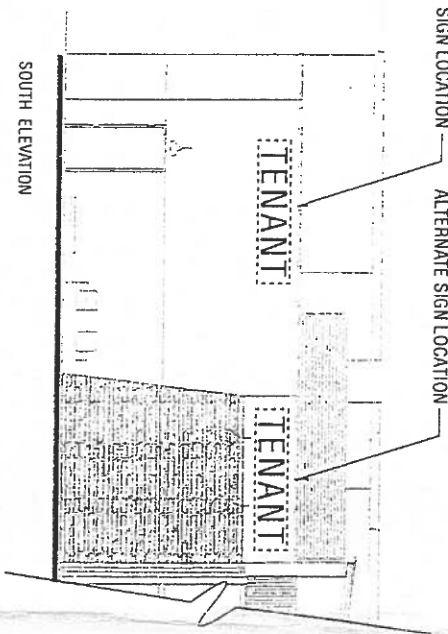 SIGN LOCATION
ALTERNATE SIGN LOCATION
TENANT
TENANT
SOUTH ELEVATION